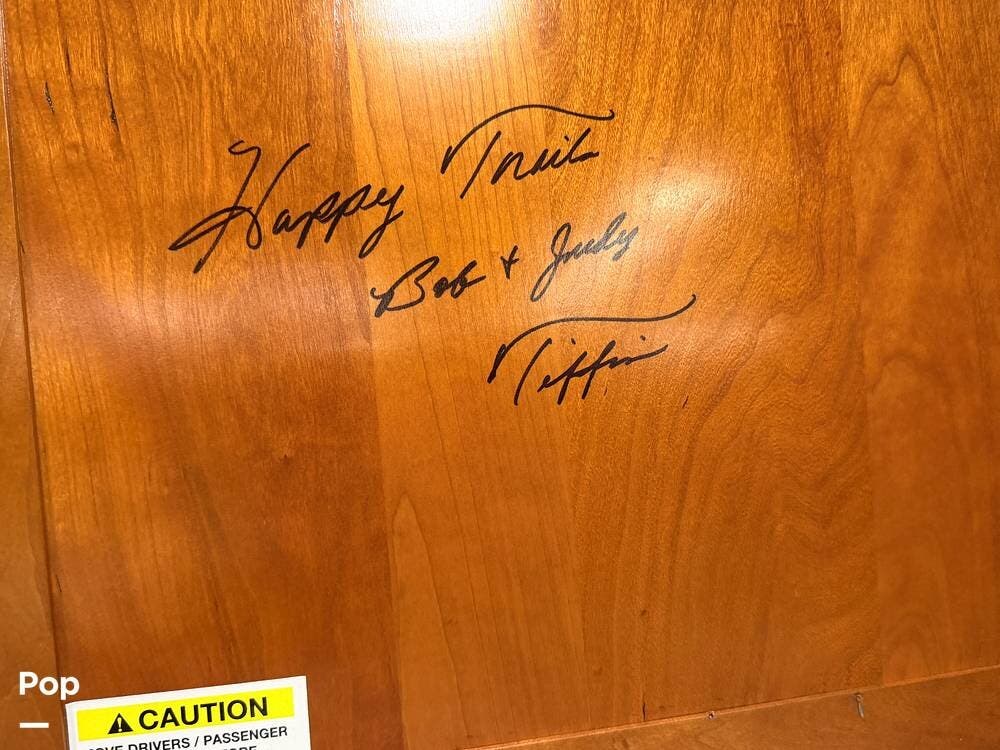 Happy Trails
Bob + Judy
Tiffin
Pop
CAUTION
DRIVERS / PASSENGER